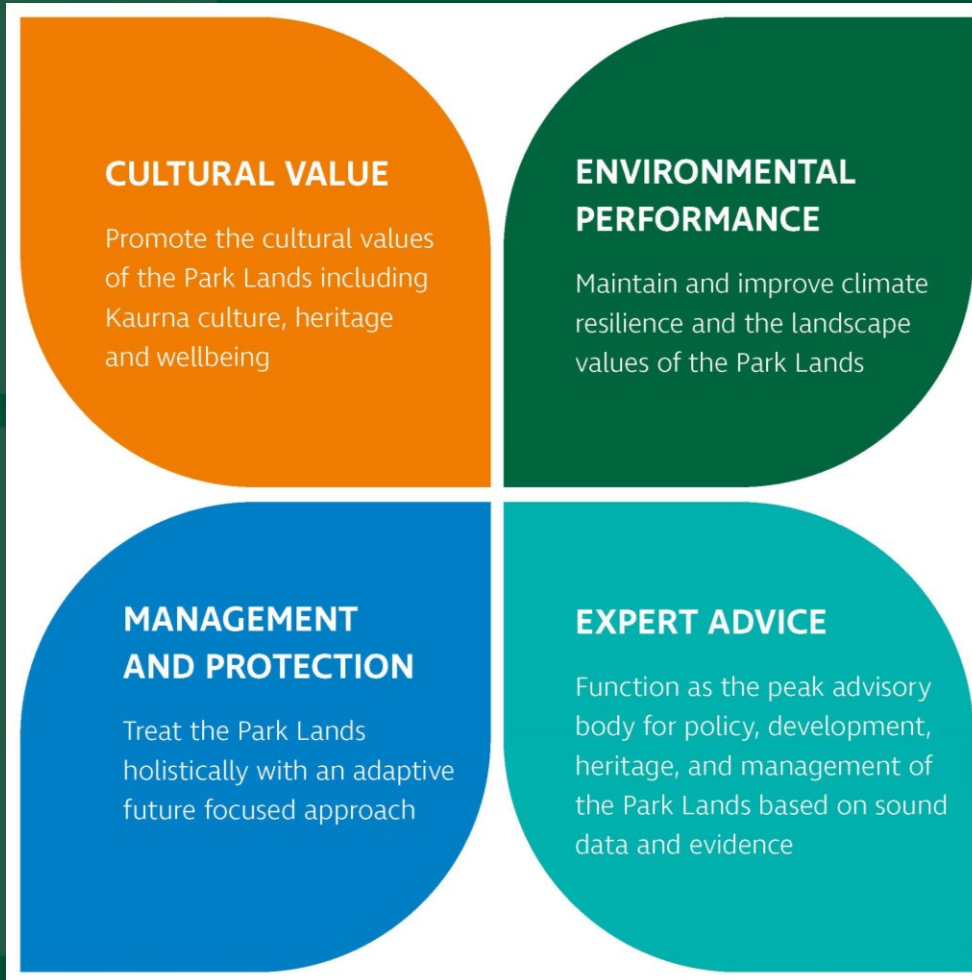 CULTURAL VALUE
Promote the cultural values
of the Park Lands including
Kaurna culture, heritage
and wellbeing
ENVIRONMENTAL
PERFORMANCE
Maintain and improve climate
resilience and the landscape
values of the Park Lands
MANAGEMENT
AND PROTECTION
Treat the Park Lands
holistically with an adaptive
future focused approach
EXPERT ADVICE
Function as the peak advisory
body for policy, development,
heritage, and management of
the Park Lands based on sound
data and evidence